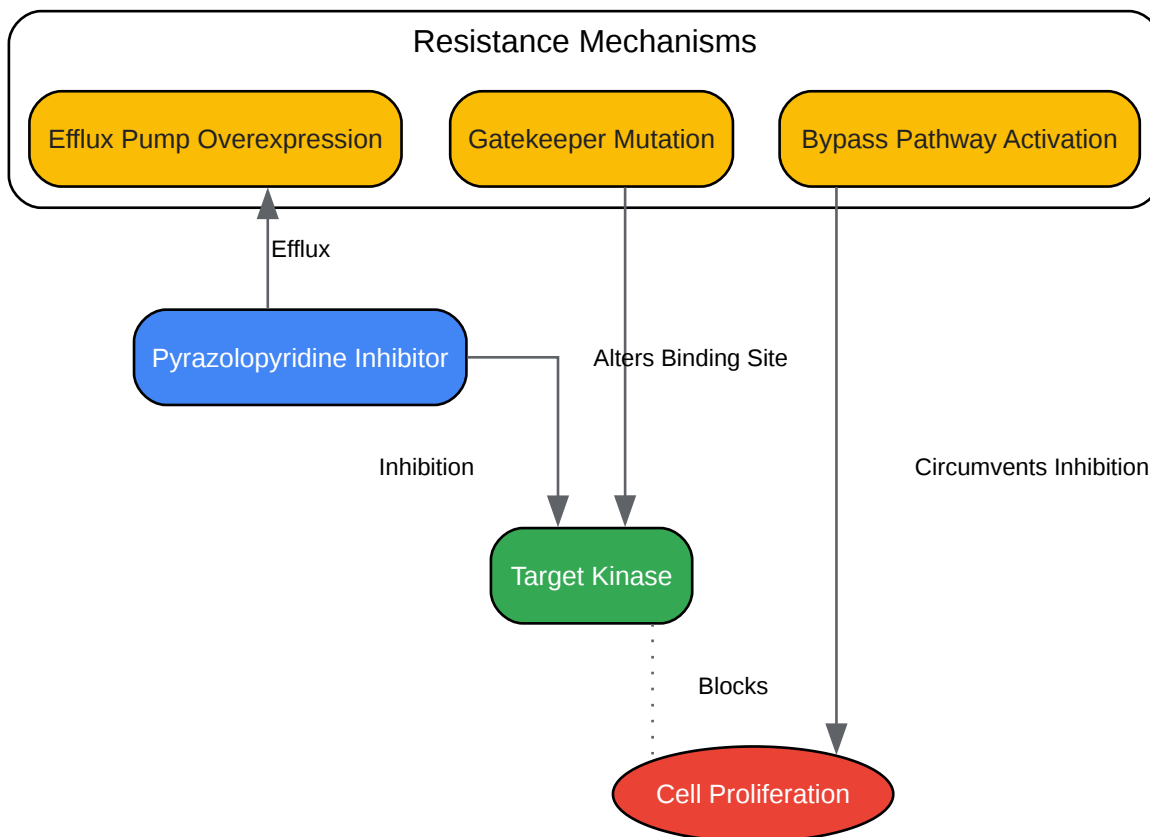 Resistance Mechanisms
Efflux Pump Overexpression
Gatekeeper Mutation
Bypass Pathway Activation
Efflux
Pyrazolopyridine Inhibitor
Alters Binding Site
Inhibition
Circumvents Inhibition
Target Kinase
Blocks
Cell Proliferation